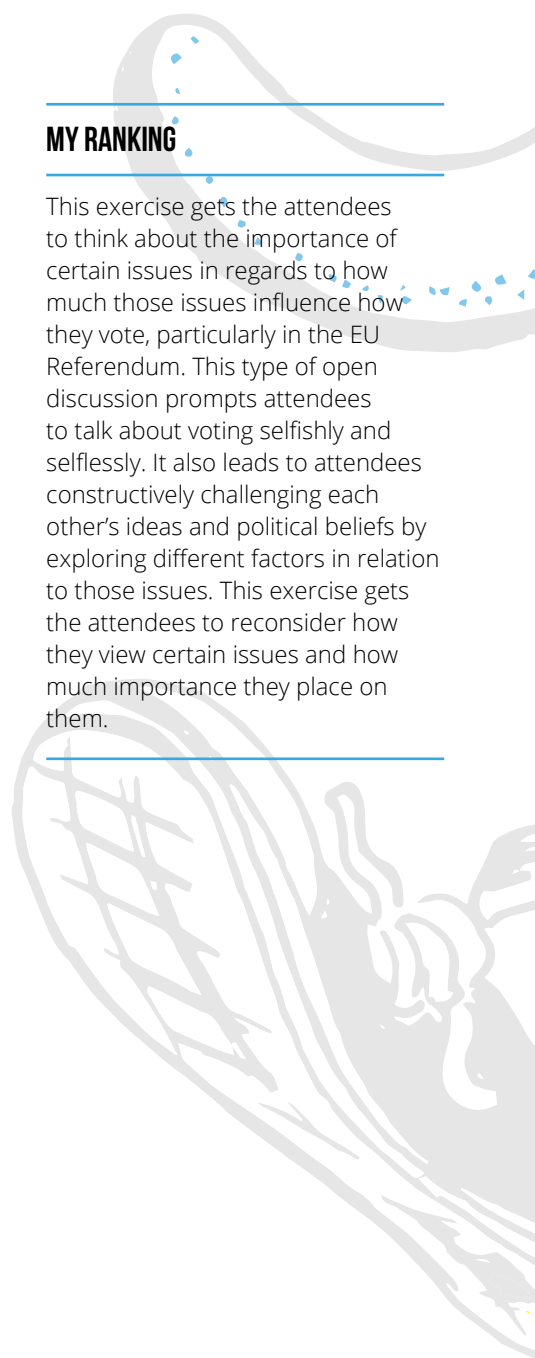 MY RANKING
This exercise gets the attendees
to think about the importance of
certain issues in regards to how
much those issues influence how
they vote, particularly in the EU
Referendum. This type of open
discussion prompts attendees
to talk about voting selfishly and
selflessly. It also leads to attendees
constructively challenging each
other’s ideas and political beliefs by
exploring different factors in relation
to those issues. This exercise gets
the attendees to reconsider how
they view certain issues and how
much importance they place on
them.